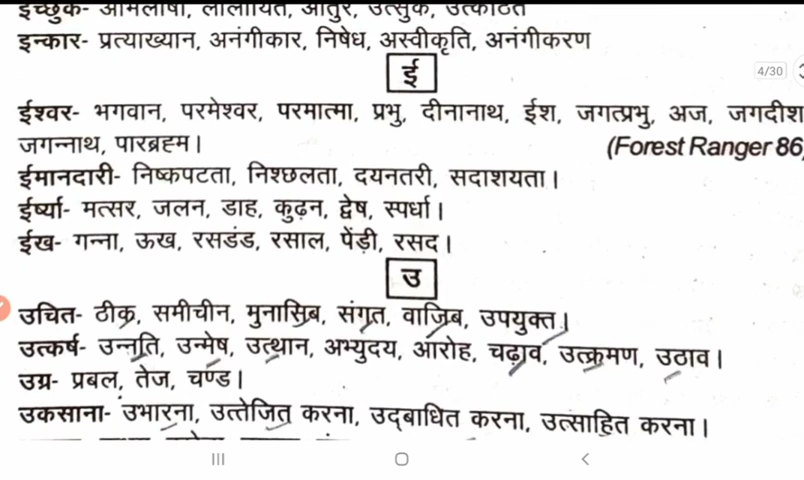 इच्छुक- अभिलाषी, लालायित, आतुर, उत्सुक, उत्कंठित
इन्कार- प्रत्याख्यान, अनंगीकार, निषेध, अस्वीकृति, अनंगीकरण
ई
4/30
ईश्वर- भगवान, परमेश्वर, परमात्मा, प्रभु, दीनानाथ, ईश, जगत्प्रभु, अज, जगदीश
जगन्नाथ, पारब्रह्म। (Forest Ranger 86,
ईमानदारी- निष्कपटता, निश्छलता, दयनतरी, सदाशयता।
ईर्ष्या- मत्सर, जलन, डाह, कुढ़न, द्वेष, स्पर्धा।
ईख- गन्ना, ऊख, रसडंड, रसाल, पेंड़ी, रसद।
उ
उचित- ठीक, समीचीन, मुनासिब, संगत, वाजिब, उपयुक्त।
उत्कर्ष- उन्नति, उन्मेष, उत्थान, अभ्युदय, आरोह, चढ़ाव, उत्क्रमण, उठाव।
उग्र- प्रबल, तेज, चण्ड।
उकसाना- उभारना, उत्तेजित करना, उद्बाधित करना, उत्साहित करना।